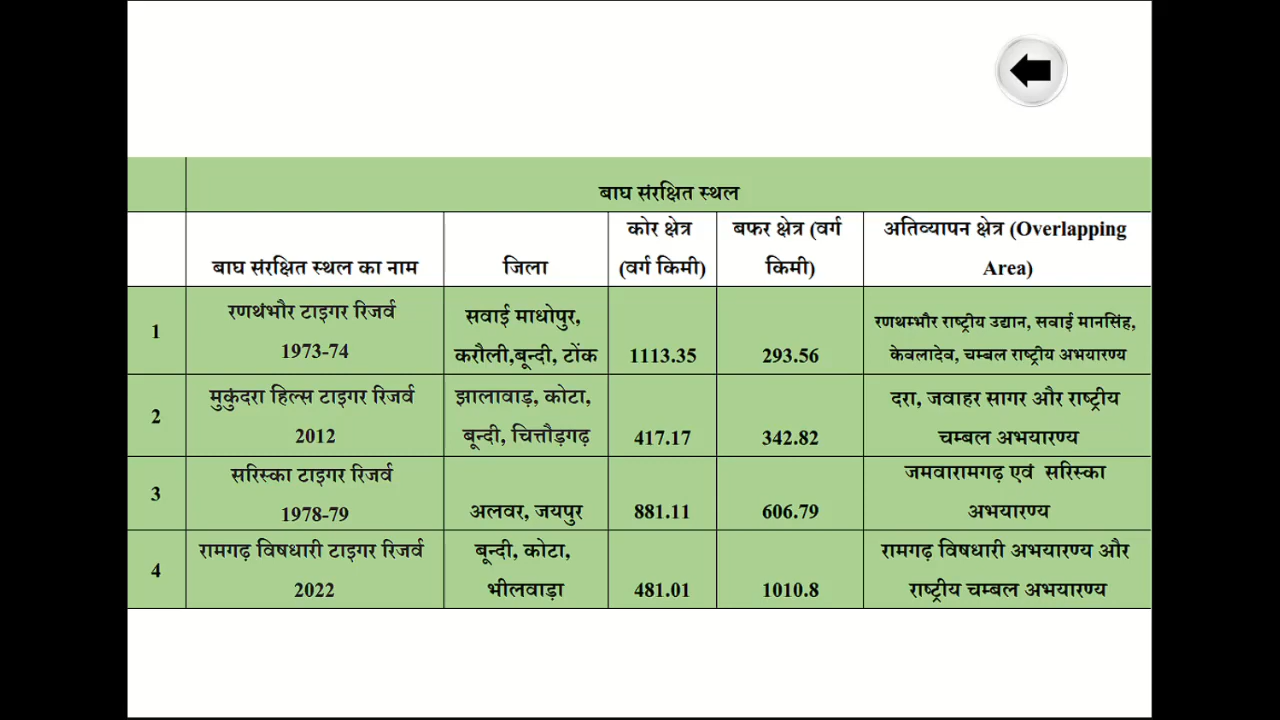 बाघ संरक्षित स्थल
बाघ संरक्षित स्थल का नाम
जिला
कोर क्षेत्र
(वर्ग किमी)
बफर क्षेत्र (वर्ग
किमी)
अतिव्यापन क्षेत्र (Overlapping
Area)
1
रणथंभौर टाइगर रिजर्व
1973-74
सवाई माधोपुर,
करौली,बून्दी, टोंक
1113.35
293.56
रणथम्भौर राष्ट्रीय उद्यान, सवाई मानसिंह,
केवलादेव, चम्बल राष्ट्रीय अभयारण्य
2
मुकुंदरा हिल्स टाइगर रिजर्व
2012
झालावाड़, कोटा,
बून्दी, चित्तौड़गढ़
417.17
342.82
दरा, जवाहर सागर और राष्ट्रीय
चम्बल अभयारण्य
3
सरिस्का टाइगर रिजर्व
1978-79
अलवर, जयपुर
881.11
606.79
जमवारामगढ़ एवं सरिस्का
अभयारण्य
4
रामगढ़ विषधारी टाइगर रिजर्व
2022
बून्दी, कोटा,
भीलवाड़ा
481.01
1010.8
रामगढ़ विषधारी अभयारण्य और
राष्ट्रीय चम्बल अभयारण्य